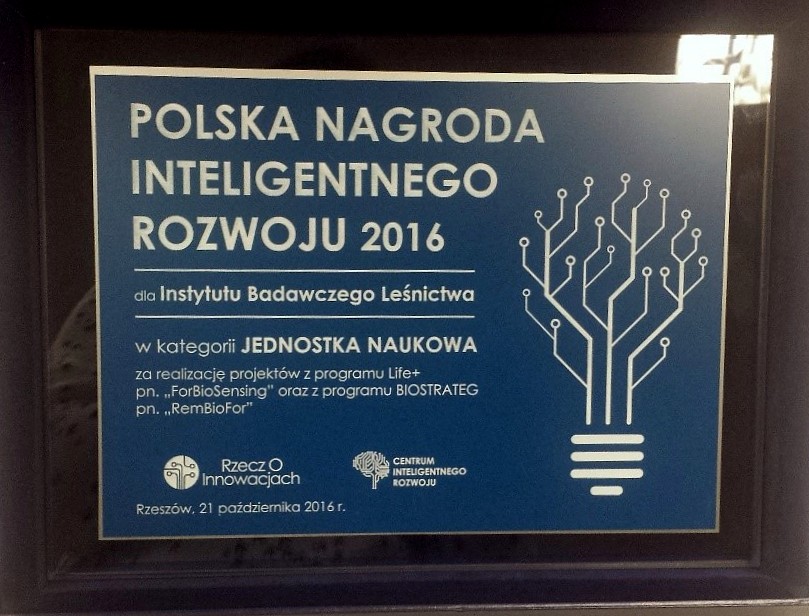 POLSKA NAGRODA
INTELIGENTNEGO
ROZWOJU 2016
dla Instytutu Badawczego Leśnictwa
w kategorii JEDNOSTKA NAUKOWA
za realizację projektów z programu Life+
pn. „ForBioSensing" oraz z programu BIOSTRATEG
pn. „RemBioFor"
Rzecz O
Innowacjach
CENTRUM
INTELIGENTNEGO
ROZWOJU
Rzeszów, 21 października 2016 r.